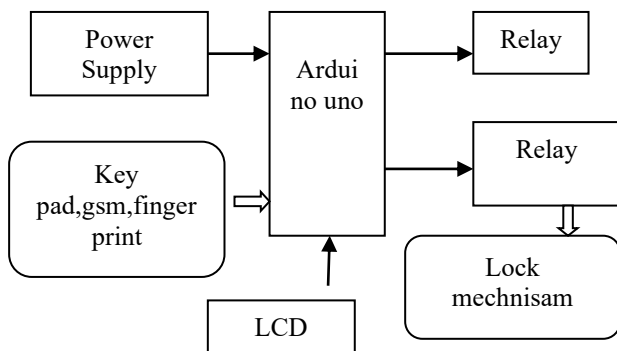 Power
Supply
Ardui
no uno
Relay
Key
pad,gsm,finger
print
Relay
LCD
Lock
mechnisam